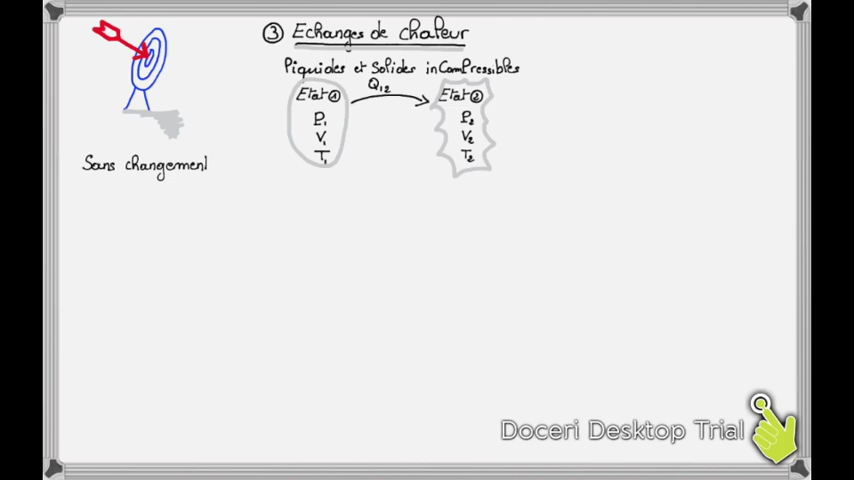 ③ Echanges de chaleur
Liquides et Solides inComPressibles
Etat ① Q₁₂ Etat ②
P₁ P₂
V₁ V₂
T₁ T₂
Sans changement
Doceri Desktop Trial